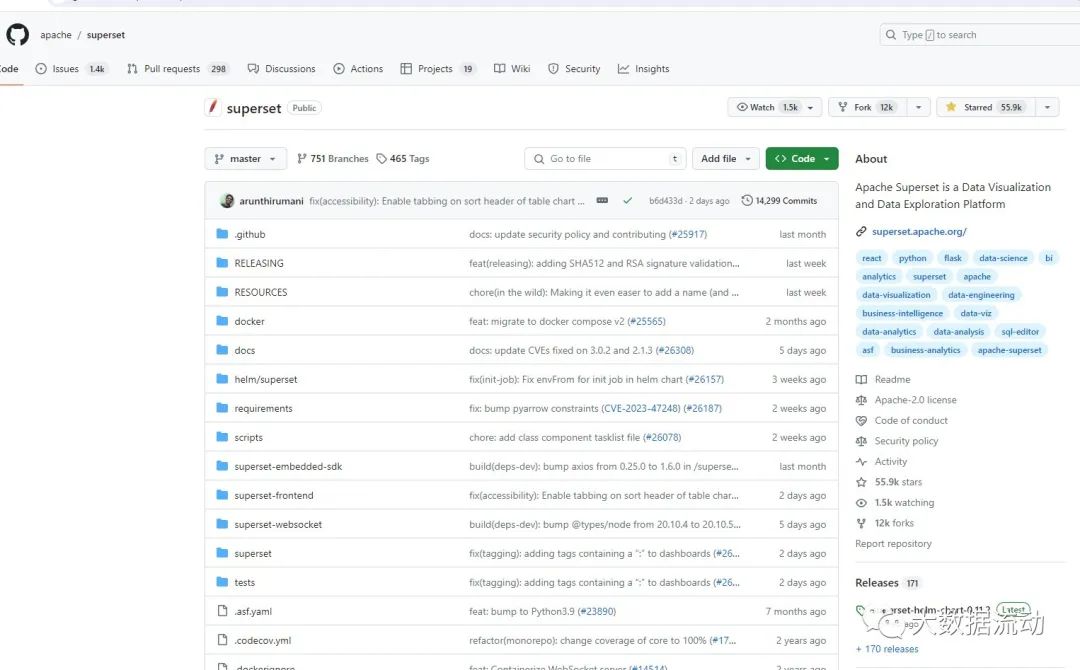 apache / superset
Type / to search
Code
Issues 1.4k
Pull requests 298
Discussions
Actions
Projects 19
Wiki
Security
Insights
superset Public
Watch 1.5k
Fork 12k
Starred 55.9k
master
751 Branches
465 Tags
Go to file t
Add file
Code
arunthirumani fix(accessibility): Enable tabbing on sort header of table chart ... b6d433d · 2 days ago 14,299 Commits
.github docs: update security policy and contributing (#25917) last month
RELEASING feat(releasing): adding SHA512 and RSA signature validation... last week
RESOURCES chore(in the wild): Making it even easer to add a name (and ... last week
docker feat: migrate to docker compose v2 (#25565) 2 months ago
docs docs: update CVEs fixed on 3.0.2 and 2.1.3 (#26308) 5 days ago
helm/superset fix(init-job): Fix envFrom for init job in helm chart (#26157) 3 weeks ago
requirements fix: bump pyarrow constraints (CVE-2023-47248) (#26187) 2 weeks ago
scripts chore: add class component tasklist file (#26078) 2 weeks ago
superset-embedded-sdk build(deps-dev): bump axios from 0.25.0 to 1.6.0 in /superse... last month
superset-frontend fix(accessibility): Enable tabbing on sort header of table char... 2 days ago
superset-websocket build(deps-dev): bump @types/node from 20.10.4 to 20.10.5... 5 days ago
superset fix(tagging): adding tags containing a ":" to dashboards (#26... 2 days ago
tests fix(tagging): adding tags containing a ":" to dashboards (#26... 2 days ago
.asf.yaml feat: bump to Python3.9 (#23890) 7 months ago
.codecov.yml refactor(monorepo): change coverage of core to 100% (#17... 2 years ago
.dockerignore feat: Containerize WebSocket server (#14514) 2 years ago
About
Apache Superset is a Data Visualization
and Data Exploration Platform
superset.apache.org/
react python flask data-science bi
analytics superset apache
data-visualization data-engineering
business-intelligence data-viz
data-analytics data-analysis sql-editor
asf business-analytics apache-superset
Readme
Apache-2.0 license
Code of conduct
Security policy
Activity
55.9k stars
1.5k watching
12k forks
Report repository
Releases 171
superset-helm-chart-0.11.2 Latest
大数据流动
+ 170 releases